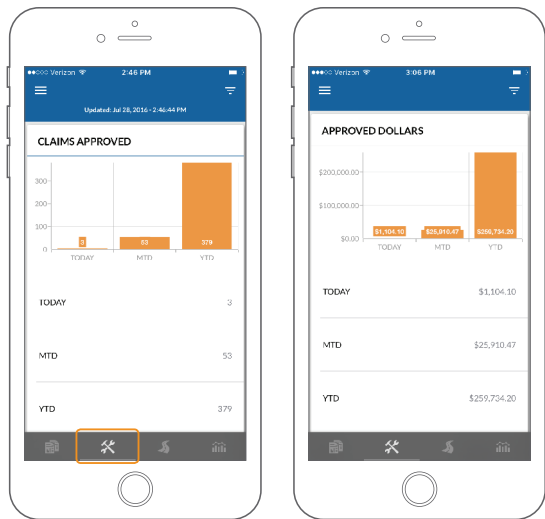 Verizon 2:46 PM
Updated: Jul 28, 2016 - 2:46:44 PM
CLAIMS APPROVED
300
200
100
0
3 53 379
TODAY MTD YTD
TODAY 3
MTD 53
YTD 379
Verizon 3:06 PM
APPROVED DOLLARS
$200,000.00
$100,000.00
$0.00
$1,104.10 $25,910.47 $259,734.20
TODAY MTD YTD
TODAY $1,104.10
MTD $25,910.47
YTD $259,734.20